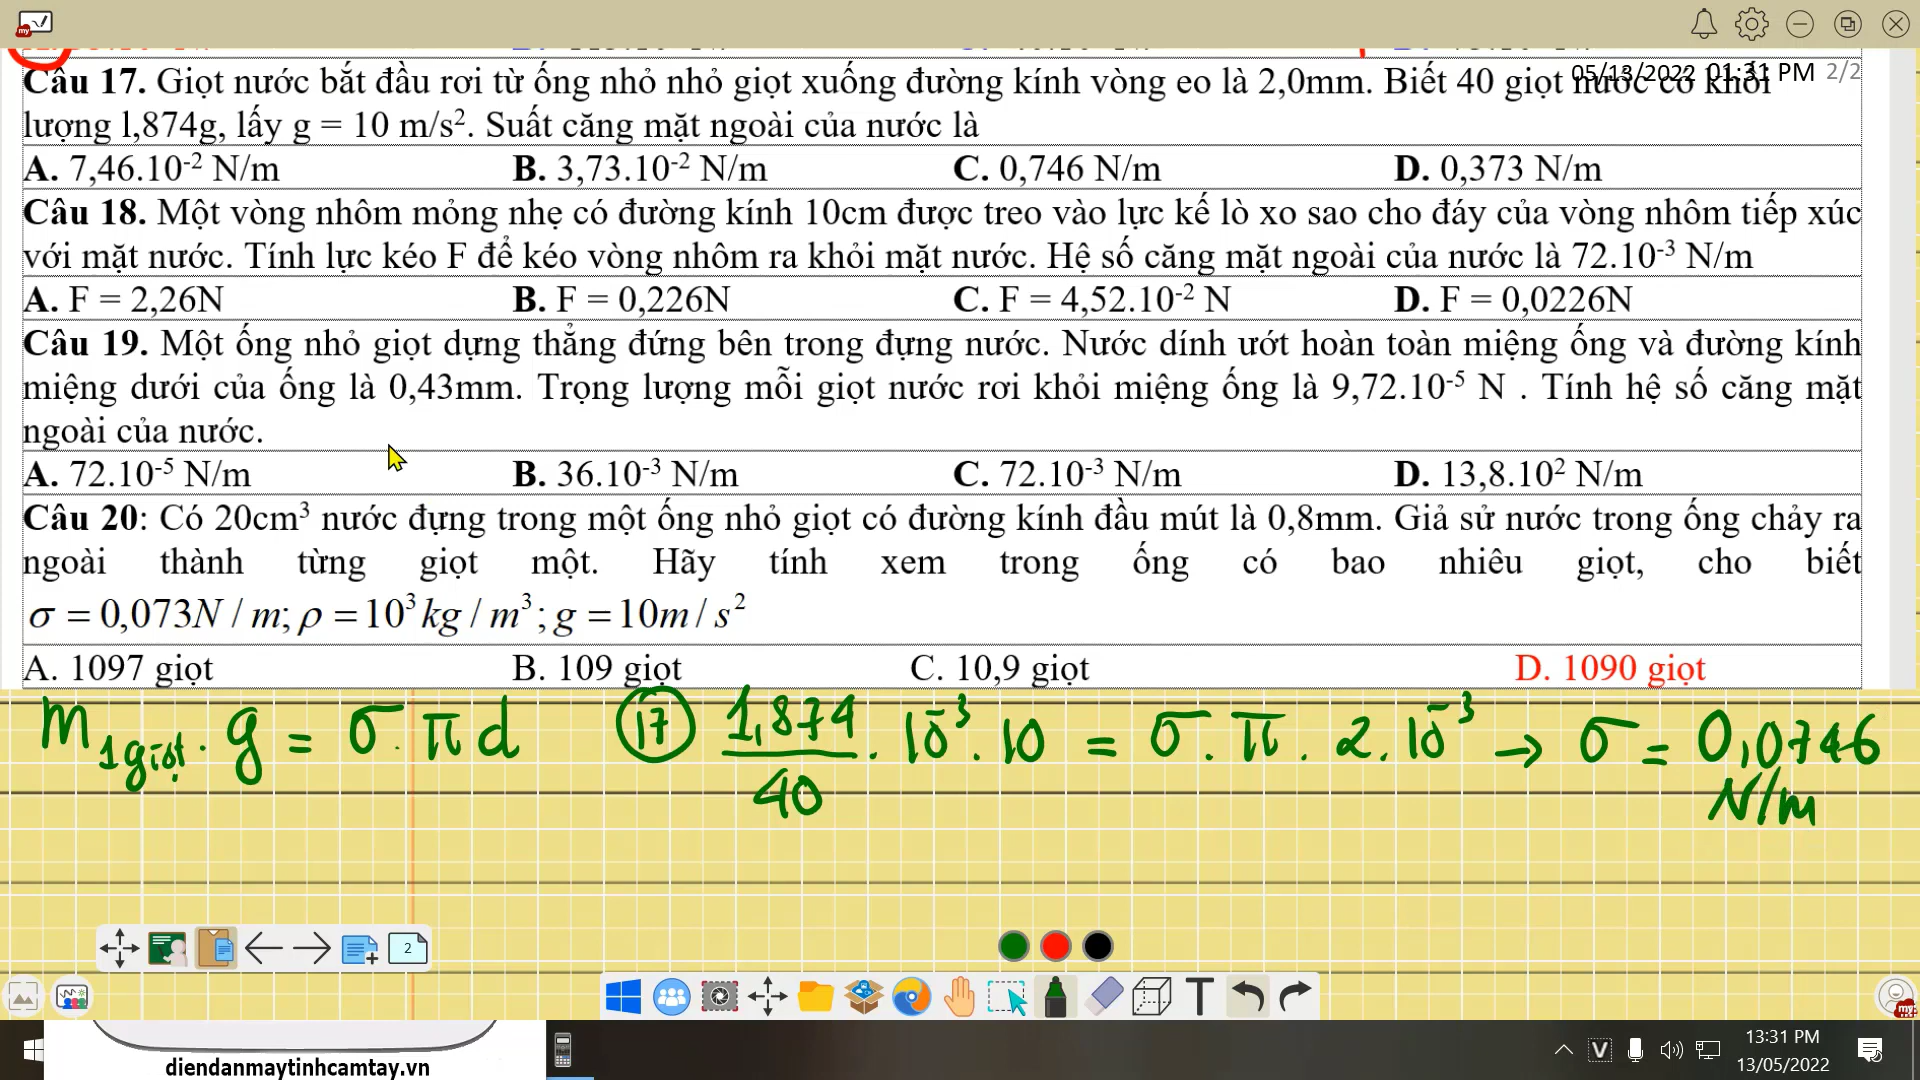 Câu 17. Giọt nước bắt đầu rơi từ ống nhỏ nhỏ giọt xuống đường kính vòng eo là 2,0mm. Biết 40 giọt nước có khối
05/13/2022 01:31 PM 2/2
lượng l,874g, lấy g = 10 m/s². Suất căng mặt ngoài của nước là
A. 7,46.10⁻² N/m B. 3,73.10⁻² N/m C. 0,746 N/m D. 0,373 N/m
Câu 18. Một vòng nhôm mỏng nhẹ có đường kính 10cm được treo vào lực kế lò xo sao cho đáy của vòng nhôm tiếp xúc
với mặt nước. Tính lực kéo F để kéo vòng nhôm ra khỏi mặt nước. Hệ số căng mặt ngoài của nước là 72.10⁻³ N/m
A. F = 2,26N B. F = 0,226N C. F = 4,52.10⁻² N D. F = 0,0226N
Câu 19. Một ống nhỏ giọt dựng thẳng đứng bên trong đựng nước. Nước dính ướt hoàn toàn miệng ống và đường kính
miệng dưới của ống là 0,43mm. Trọng lượng mỗi giọt nước rơi khỏi miệng ống là 9,72.10⁻⁵ N . Tính hệ số căng mặt
ngoài của nước.
A. 72.10⁻⁵ N/m B. 36.10⁻³ N/m C. 72.10⁻³ N/m D. 13,8.10² N/m
Câu 20: Có 20cm³ nước đựng trong một ống nhỏ giọt có đường kính đầu mút là 0,8mm. Giả sử nước trong ống chảy ra
ngoài thành từng giọt một. Hãy tính xem trong ống có bao nhiêu giọt, cho biết
σ = 0,073N / m; ρ = 10³ kg / m³ ; g = 10m / s²
A. 1097 giọt B. 109 giọt C. 10,9 giọt D. 1090 giọt
m 1giọt . g = σ . π d (17) 1,874/40 . 10⁻³ . 10 = σ . π . 2 . 10⁻³ → σ = 0,0746
N/m
2
T
diendanmaytinhcamtay.vn
V
13:31 PM
13/05/2022